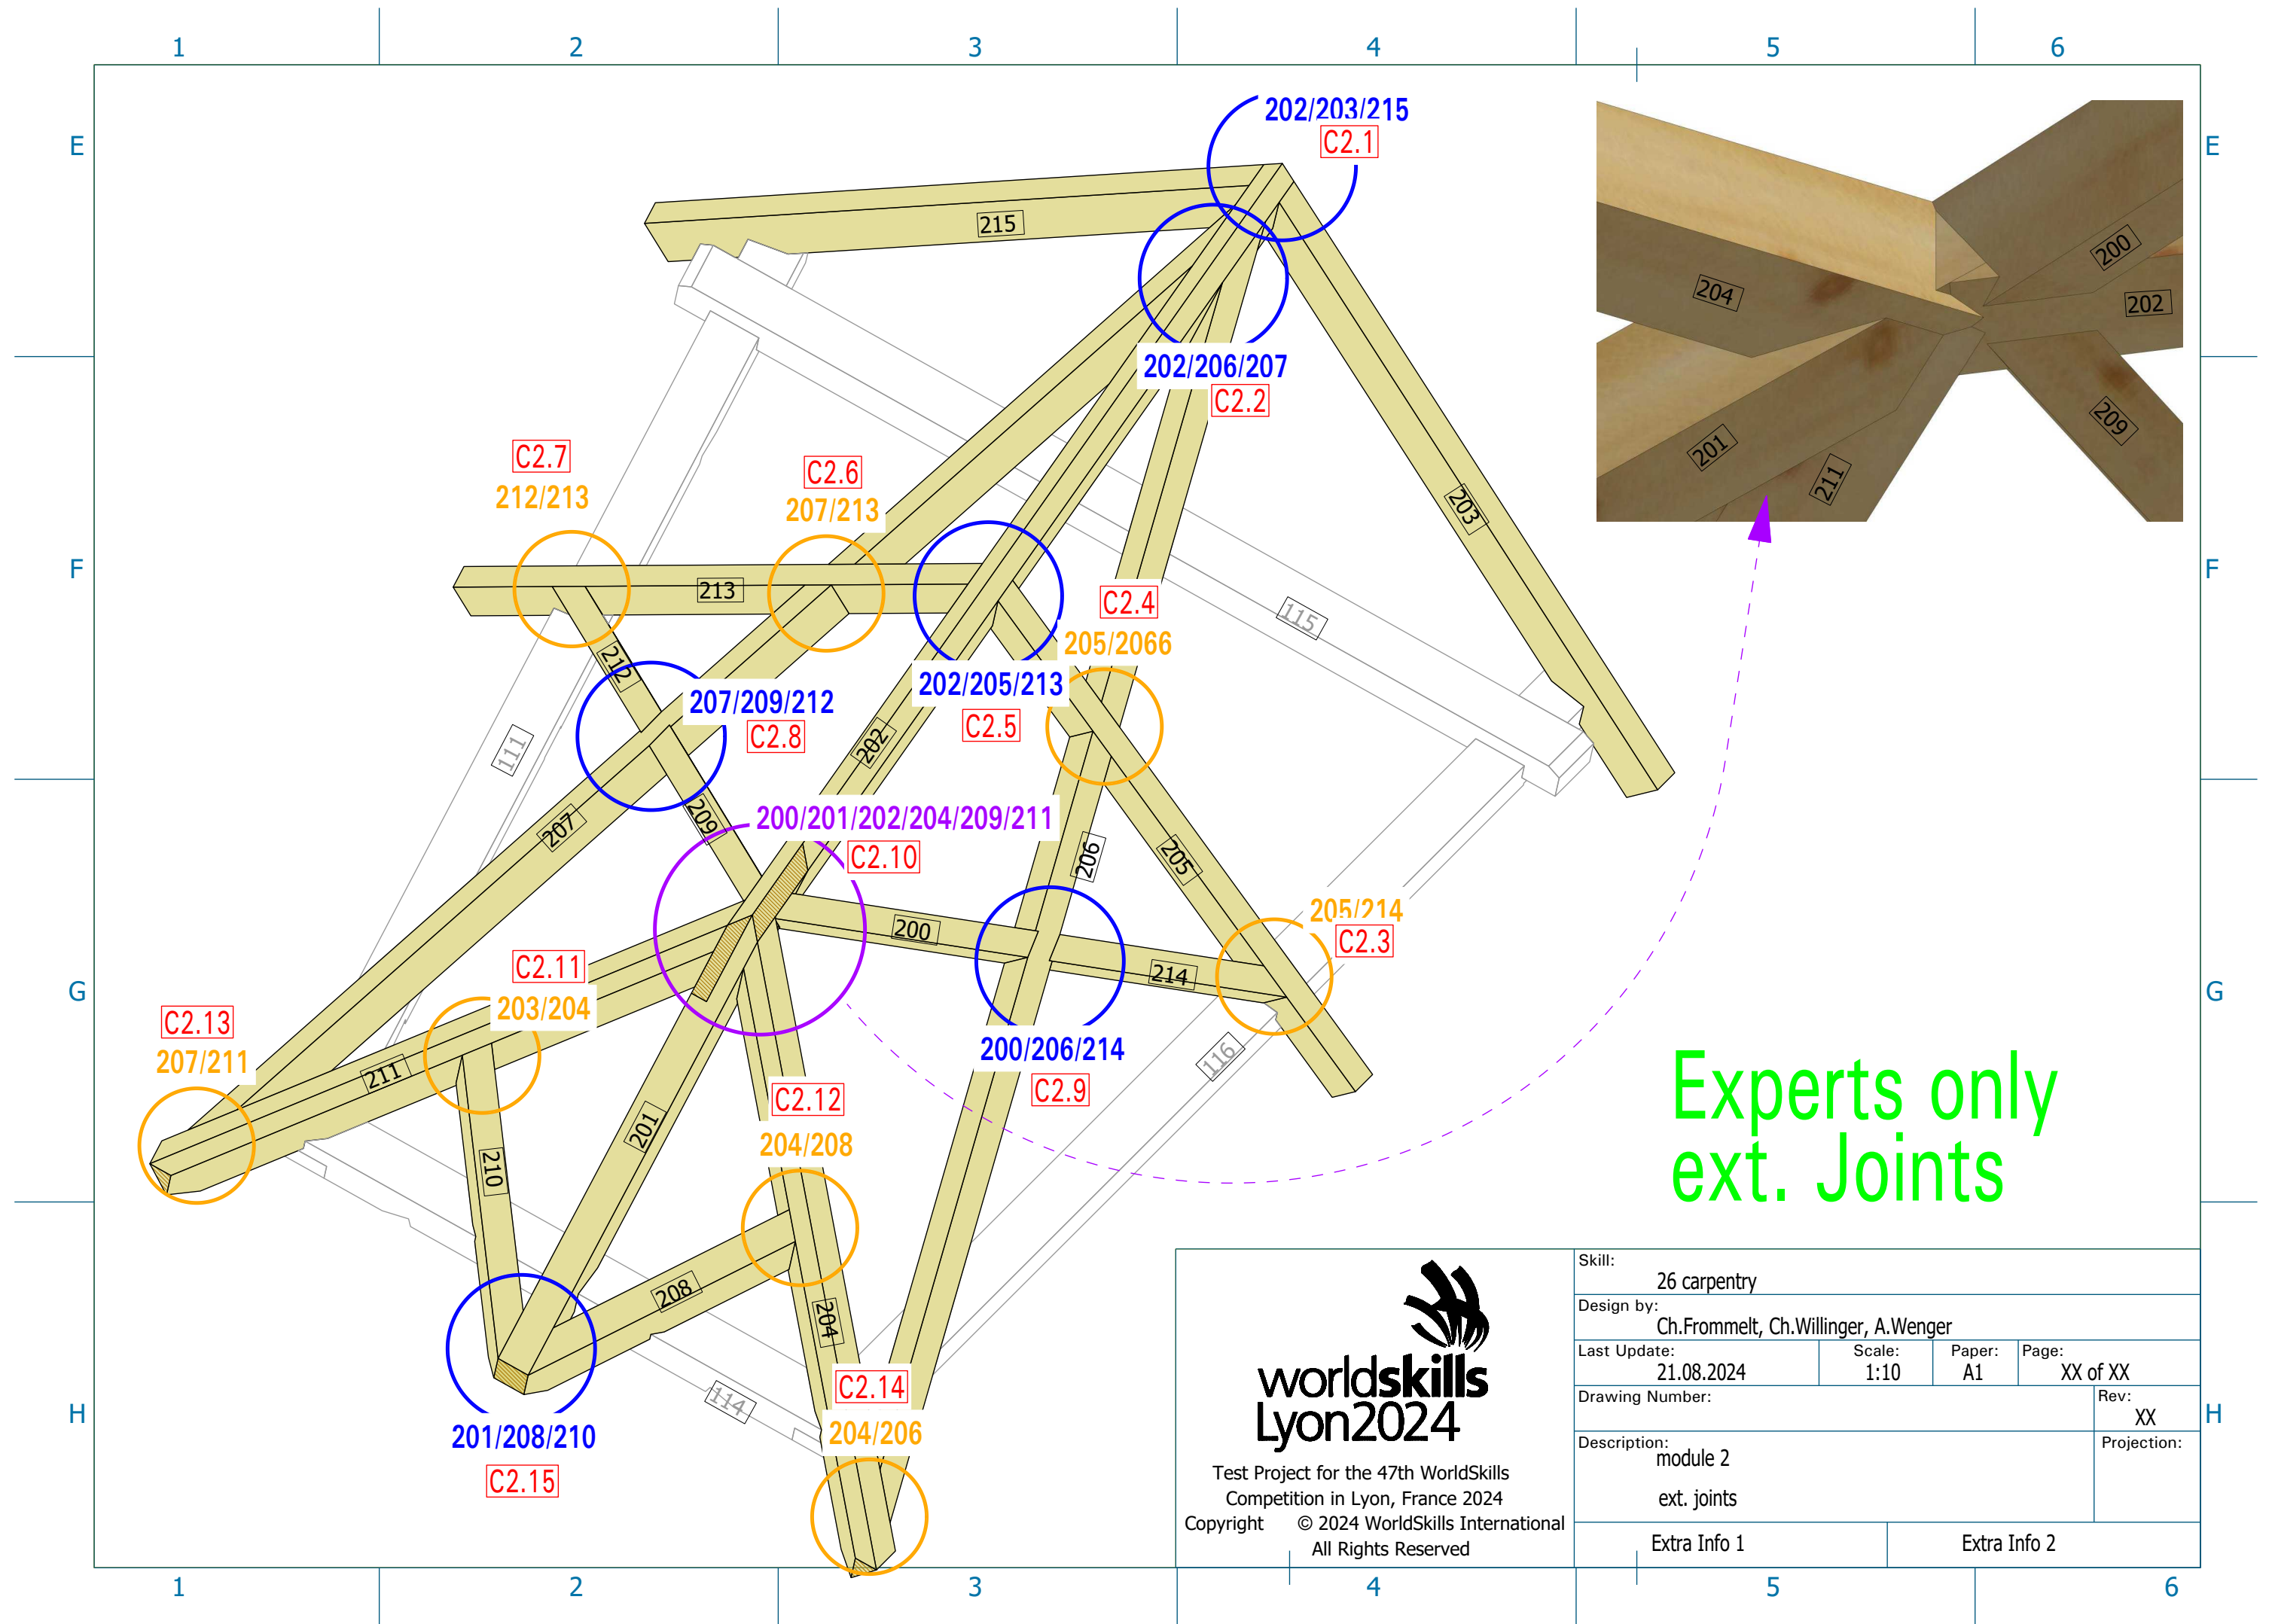 1 2 3 4 5 6
E E
202/203/215
C2.1
215
200
204
202
202/206/207
C2.2
209
201
211
C2.7
212/213
C2.6
207/213
203
F F
213
C2.4
205/2066
115
212
202/205/213
C2.5
207/209/212
C2.8
111
202
209
207
200/201/202/204/209/211
C2.10
206
205
200
205/214
C2.3
214
C2.11
203/204
G G
C2.13
207/211
211
200/206/214
C2.9
116
Experts only
ext. Joints
C2.12
204/208
201
210
208
204
C2.14
204/206
114
201/208/210
C2.15
H H
worldskills
Lyon2024
Test Project for the 47th WorldSkills
Competition in Lyon, France 2024
Copyright © 2024 WorldSkills International
All Rights Reserved
Skill:
26 carpentry
Design by:
Ch.Frommelt, Ch.Willinger, A.Wenger
Last Update: Scale: Paper: Page:
21.08.2024 1:10 A1 XX of XX
Drawing Number: Rev:
XX
Description: Projection:
module 2
ext. joints
Extra Info 1 Extra Info 2
1 2 3 4 5 6